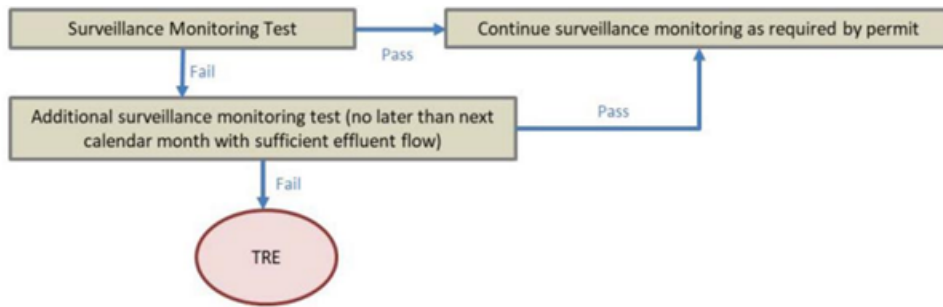 Surveillance Monitoring Test
Continue surveillance monitoring as required by permit
Pass
Fail
Additional surveillance monitoring test (no later than next
calendar month with sufficient effluent flow)
Pass
Fail
TRE